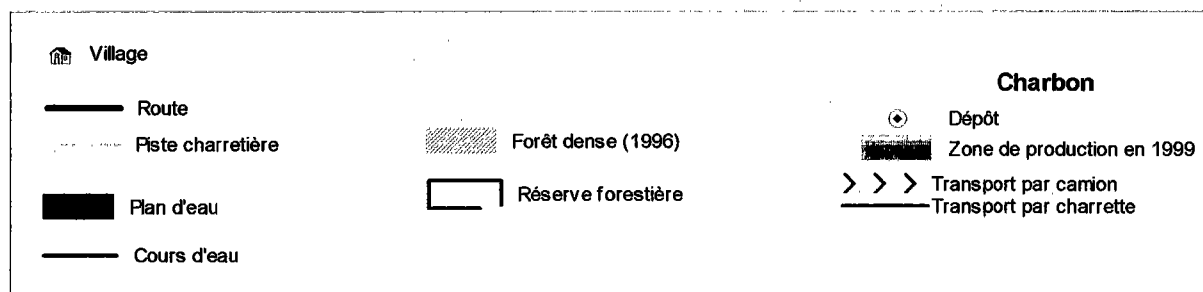 Village
Route
Piste charretière
Plan d'eau
Cours d'eau
Forêt dense (1996)
Réserve forestière
Charbon
Dépôt
Zone de production en 1999
Transport par camion
Transport par charrette